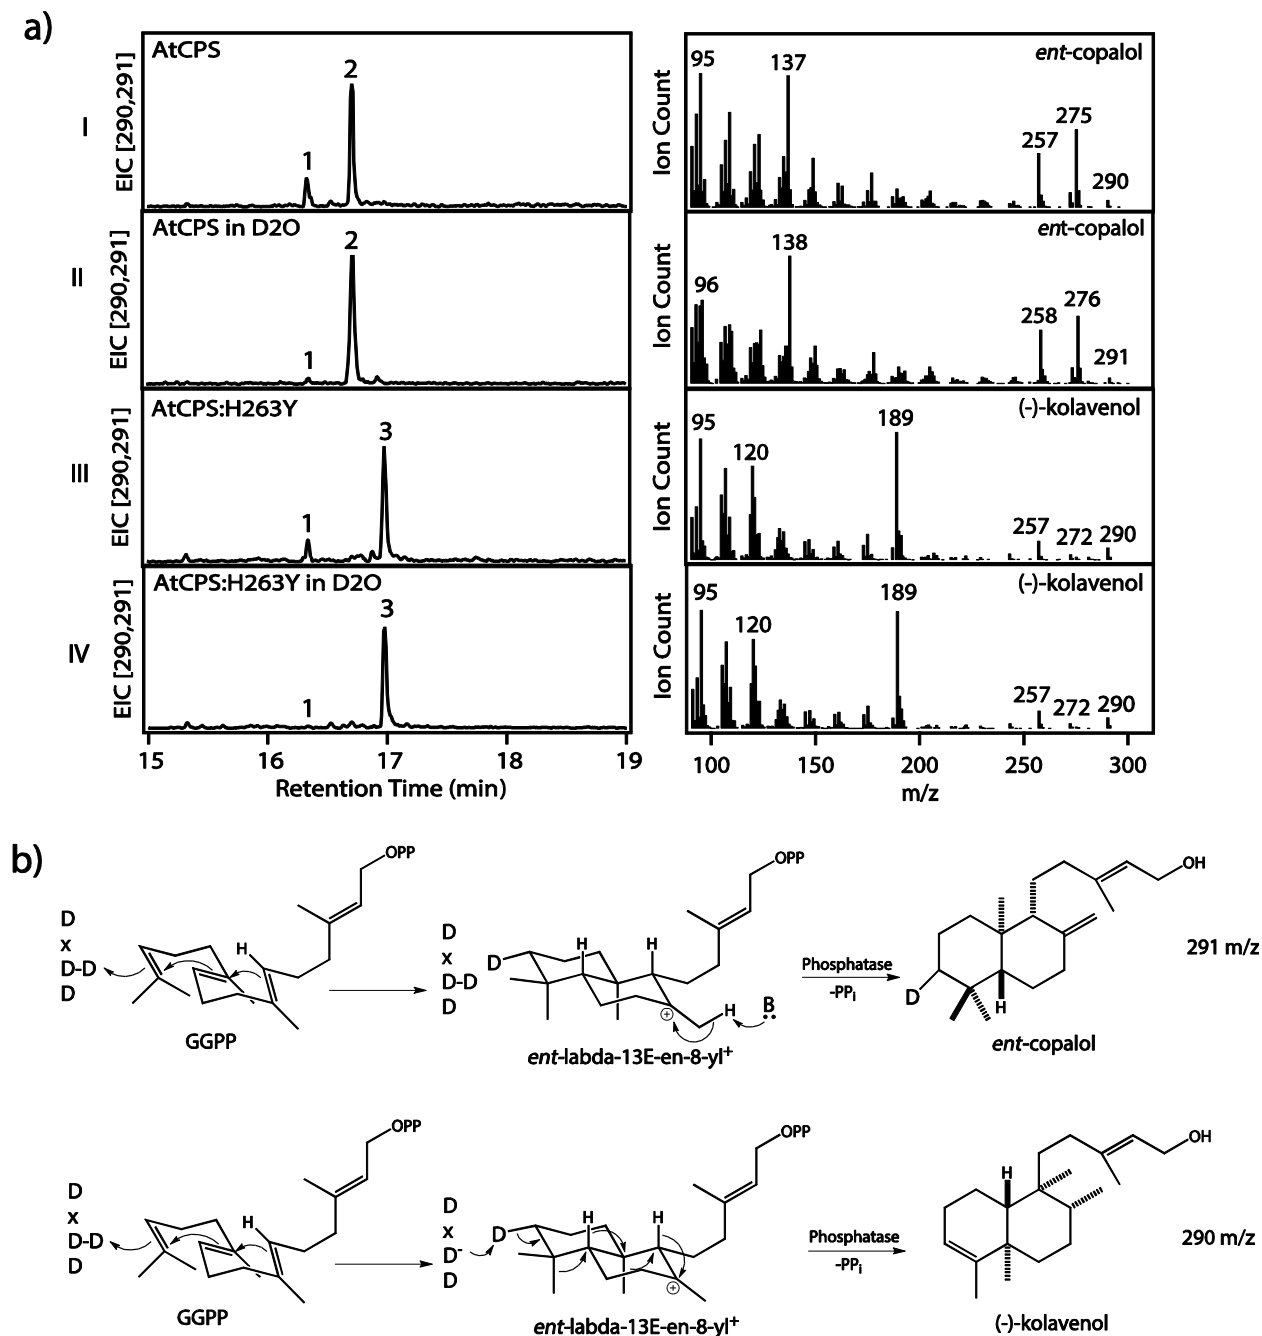 a)
I
EIC [290,291]
AtCPS
1
2
Ion Count
ent-copalol
95
137
257
275
290
II
EIC [290,291]
AtCPS in D2O
1
2
Ion Count
ent-copalol
96
138
258
276
291
III
EIC [290,291]
AtCPS:H263Y
1
3
Ion Count
(-)-kolavenol
95
120
189
257
272
290
IV
EIC [290,291]
AtCPS:H263Y in D2O
1
3
Ion Count
(-)-kolavenol
95
120
189
257
272
290
15 16 17 18 19
Retention Time (min)
100 150 200 250 300
m/z
b)
D
x
D-D
D
H
OPP
GGPP
D
x
D-D
D
D
H
H
OPP
⊕
H
B
ent-labda-13E-en-8-yl+
Phosphatase
-PPi
OH
D
H
ent-copalol
291 m/z
D
x
D-D
D
H
OPP
GGPP
D
x
D-
D
D
H
H
OPP
⊕
ent-labda-13E-en-8-yl+
Phosphatase
-PPi
OH
H
(-)-kolavenol
290 m/z